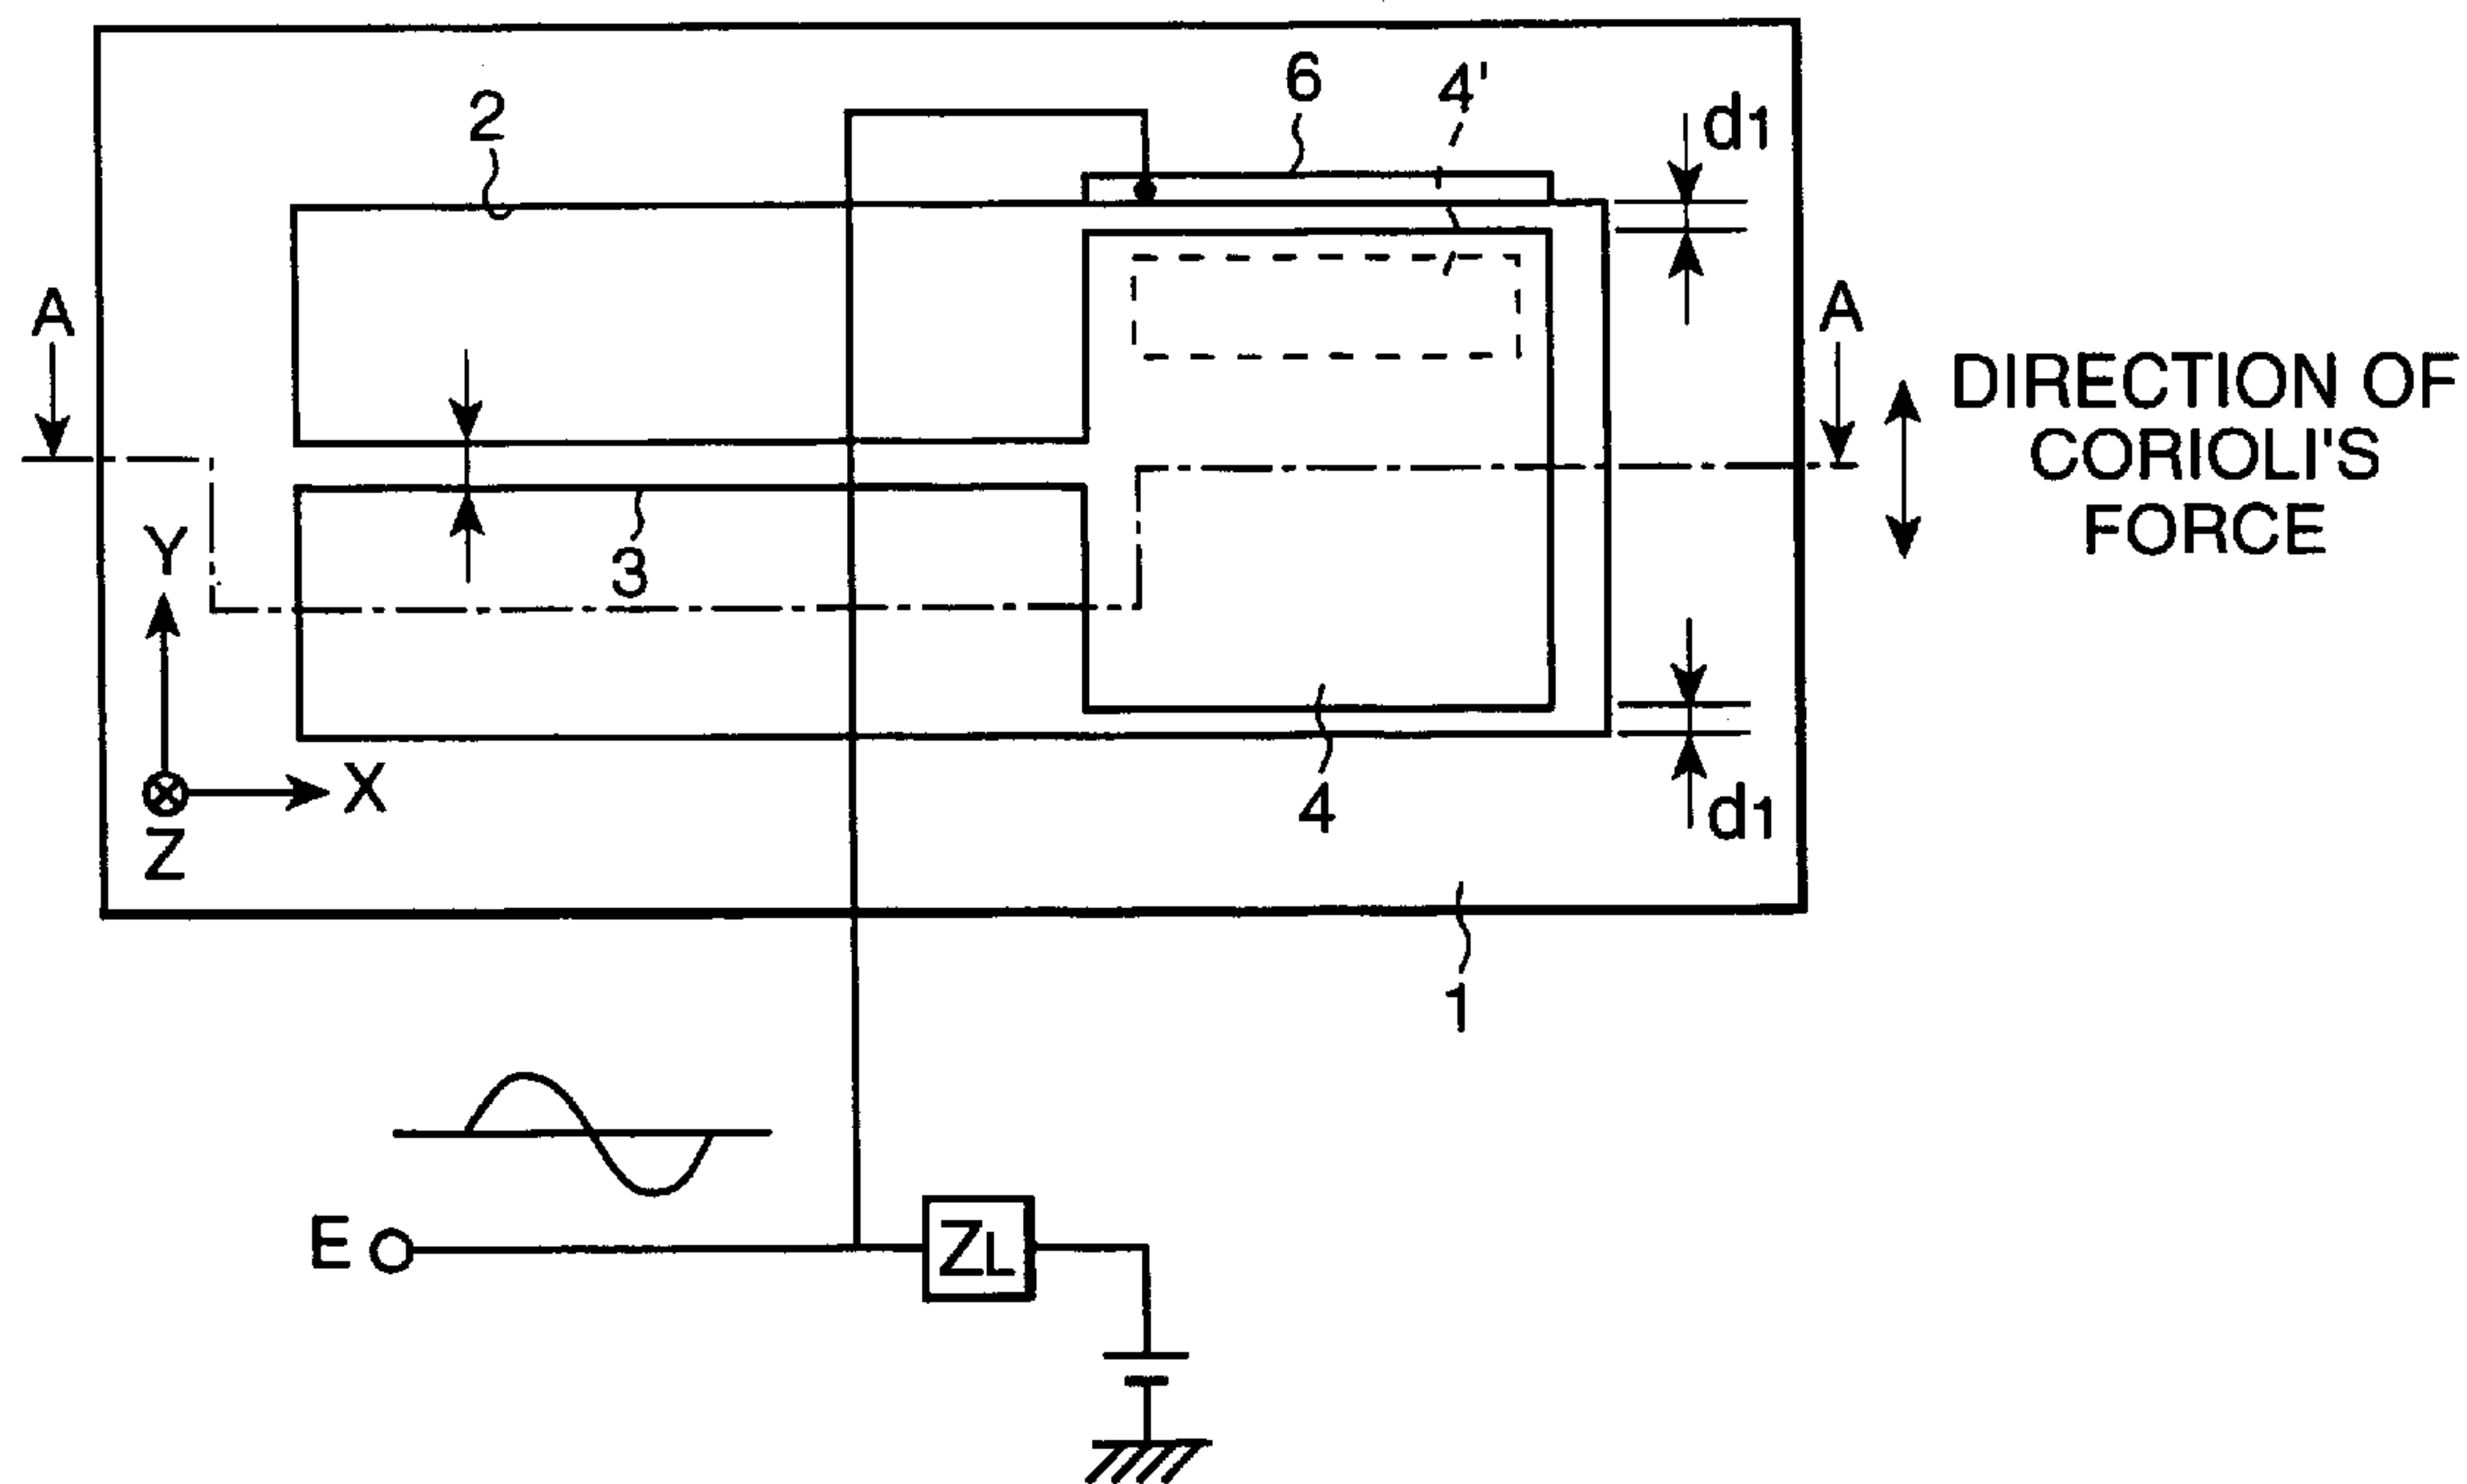 6
4'
2
d1
A
A
DIRECTION OF
CORIOLI'S
FORCE
Y
3
X
4
d1
Z
1
E
ZL